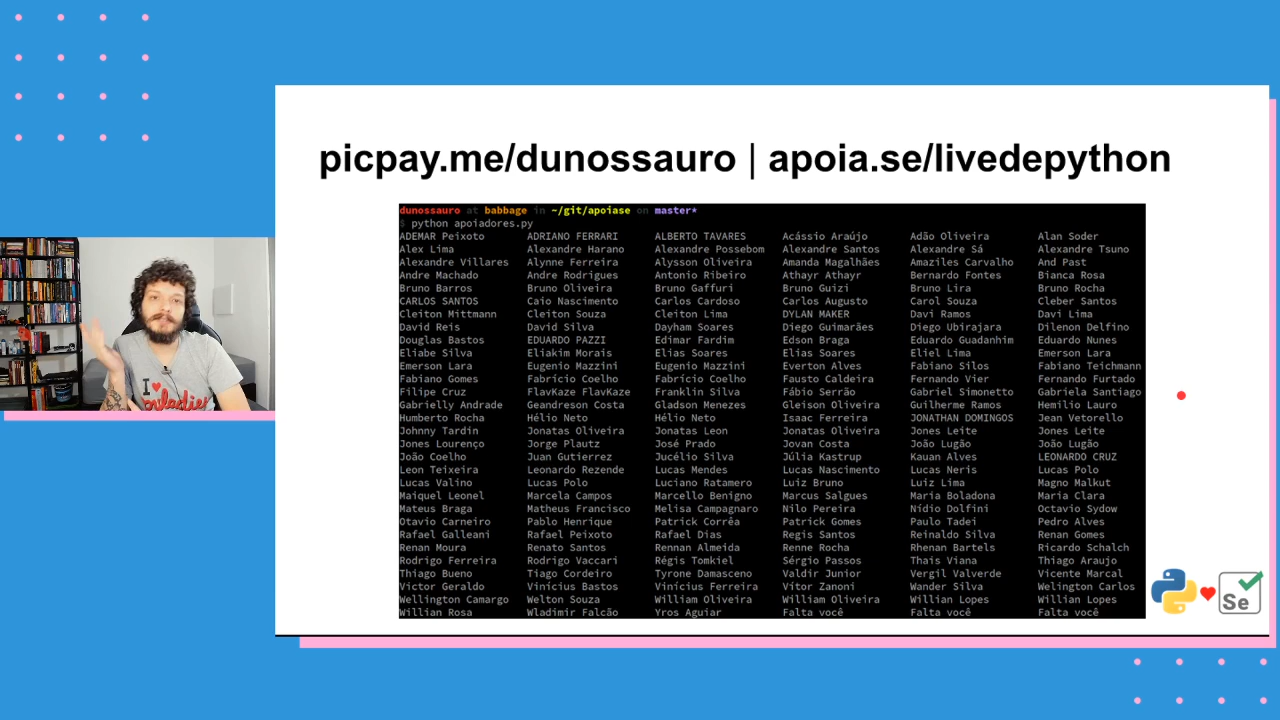 picpay.me/dunossauro | apoia.se/livedepython
dunossauro at babbage in ~/git/apoiase on master*
$ python apoiadores.py
ADEMAR Peixoto ADRIANO FERRARI ALBERTO TAVARES Acássio Araújo Adão Oliveira Alan Soder
Alex Lima Alexandre Harano Alexandre Possebom Alexandre Santos Alexandre Sá Alexandre Tsuno
Alexandre Villares Alynne Ferreira Alysson Oliveira Amanda Magalhães Amaziles Carvalho And Past
Andre Machado Andre Rodrigues Antonio Ribeiro Athayr Athayr Bernardo Fontes Bianca Rosa
Bruno Barros Bruno Oliveira Bruno Gaffuri Bruno Guizi Bruno Lira Bruno Rocha
CARLOS SANTOS Caio Nascimento Carlos Cardoso Carlos Augusto Carol Souza Cleber Santos
Cleiton Mittmann Cleiton Souza Cleiton Lima DYLAN MAKER Davi Ramos Davi Lima
David Reis David Silva Dayham Soares Diego Guimarães Diego Ubirajara Dilenon Delfino
Douglas Bastos EDUARDO PAZZI Edimar Fardim Edson Braga Eduardo Guadanhim Eduardo Nunes
Eliabe Silva Eliakim Morais Elias Soares Elias Soares Eliel Lima Emerson Lara
Emerson Lara Eugenio Mazzini Eugenio Mazzini Everton Alves Fabiano Silos Fabiano Teichmann
Fabiano Gomes Fabrício Coelho Fabrício Coelho Fausto Caldeira Fernando Vier Fernando Furtado
Filipe Cruz FlavKaze FlavKaze Franklin Silva Fábio Serrão Gabriel Simonetto Gabriela Santiago
Gabrielly Andrade Geandreson Costa Gladson Menezes Gleison Oliveira Guilherme Ramos Hemilio Lauro
Humberto Rocha Hélio Neto Hélio Neto Isaac Ferreira JONATHAN DOMINGOS Jean Vetorello
Johnny Tardin Jonatas Oliveira Jonatas Leon Jonatas Oliveira Jones Leite Jones Leite
Jones Lourenço Jorge Plautz José Prado Jovan Costa João Lugão João Lugão
João Coelho Juan Gutierrez Jucélio Silva Júlia Kastrup Kauan Alves LEONARDO CRUZ
Leon Teixeira Leonardo Rezende Lucas Mendes Lucas Nascimento Lucas Neris Lucas Polo
Lucas Valino Lucas Polo Luciano Ratamero Luiz Bruno Luiz Lima Magno Malkut
Maiquel Leonel Marcela Campos Marcello Benigno Marcus Salgues Maria Boladona Maria Clara
Mateus Braga Matheus Francisco Melisa Campagnaro Nilo Pereira Nídio Dolfini Octavio Sydow
Otavio Carneiro Pablo Henrique Patrick Corrêa Patrick Gomes Paulo Tadei Pedro Alves
Rafael Galleani Rafael Peixoto Rafael Dias Regis Santos Reinaldo Silva Renan Gomes
Renan Moura Renato Santos Rennan Almeida Renne Rocha Rhenan Bartels Ricardo Schalch
Rodrigo Ferreira Rodrigo Vaccari Régis Tomkiel Sérgio Passos Thais Viana Thiago Araujo
Thiago Bueno Tiago Cordeiro Tyrone Damasceno Valdir Junior Vergil Valverde Vicente Marcal
Victor Geraldo Vinícius Bastos Vinícius Ferreira Vítor Zanoni Wander Silva Welington Carlos
Wellington Camargo Welton Souza William Oliveira William Oliveira Willian Lopes Willian Lopes
Willian Rosa Wladimir Falcão Yros Aguiar Falta você Falta você Falta você
I
Se